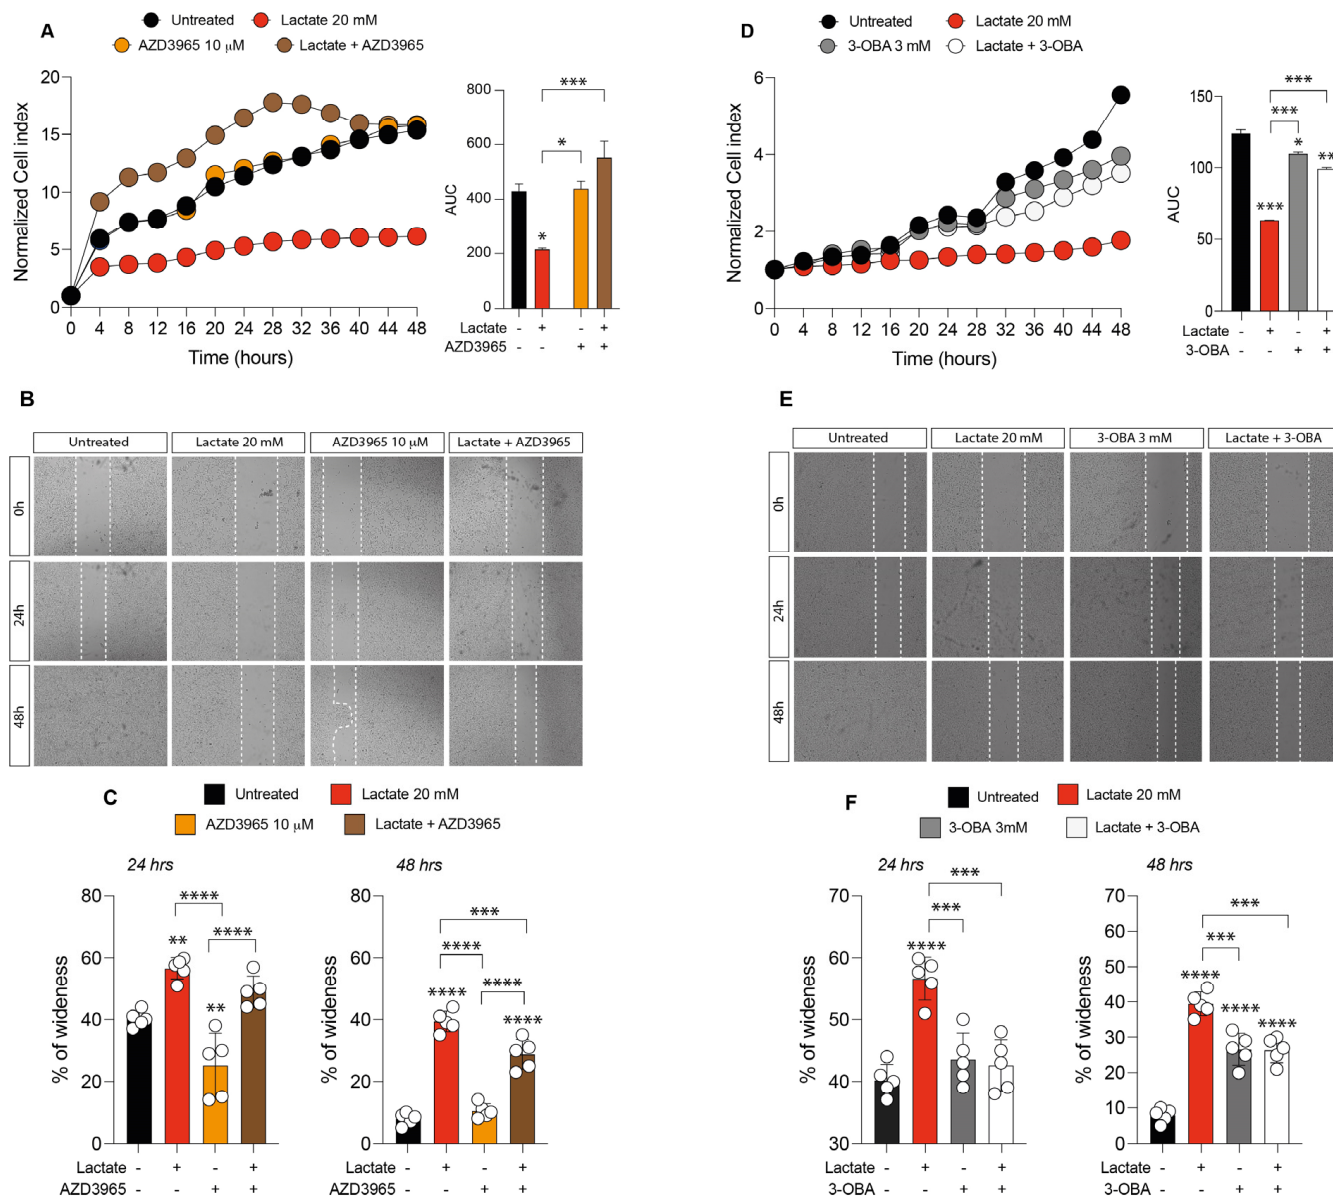 A
Untreated
Lactate 20 mM
AZD3965 10 μM
Lactate + AZD3965
Normalized Cell index
20
15
10
5
0
0 4 8 12 16 20 24 28 32 36 40 44 48
Time (hours)
AUC
800
600
400
200
0
***
*
*
Lactate - + - +
AZD3965 - - + +
D
Untreated
Lactate 20 mM
3-OBA 3 mM
Lactate + 3-OBA
Normalized Cell index
6
4
2
0
0 4 8 12 16 20 24 28 32 36 40 44 48
Time (hours)
AUC
150
100
50
0
***
***
*
**
***
Lactate - + - +
3-OBA - - + +
B
Untreated
Lactate 20 mM
AZD3965 10 μM
Lactate + AZD3965
0h
24h
48h
E
Untreated
Lactate 20 mM
3-OBA 3 mM
Lactate + 3-OBA
0h
24h
48h
C
Untreated
Lactate 20 mM
AZD3965 10 μM
Lactate + AZD3965
24 hrs
% of wideness
80
60
40
20
0
****
**
****
**
Lactate - + - +
AZD3965 - - + +
48 hrs
% of wideness
80
60
40
20
0
***
****
****
****
****
Lactate - + - +
AZD3965 - - + +
F
Untreated
Lactate 20 mM
3-OBA 3mM
Lactate + 3-OBA
24 hrs
% of wideness
70
60
50
40
30
***
***
****
Lactate - + - +
3-OBA - - + +
48 hrs
% of wideness
70
60
50
40
30
20
10
0
***
***
****
****
****
Lactate - + - +
3-OBA - - + +